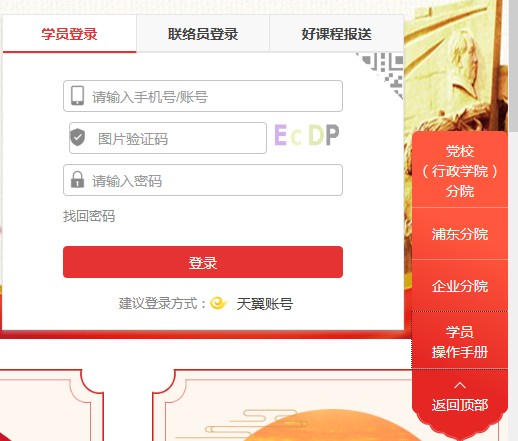 学员登录
联络员登录
好课程报送
请输入手机号/账号
图片验证码
EcDP
请输入密码
找回密码
登录
建议登录方式：
天翼账号
党校
（行政学院）
分院
浦东分院
企业分院
学员
操作手册
返回顶部